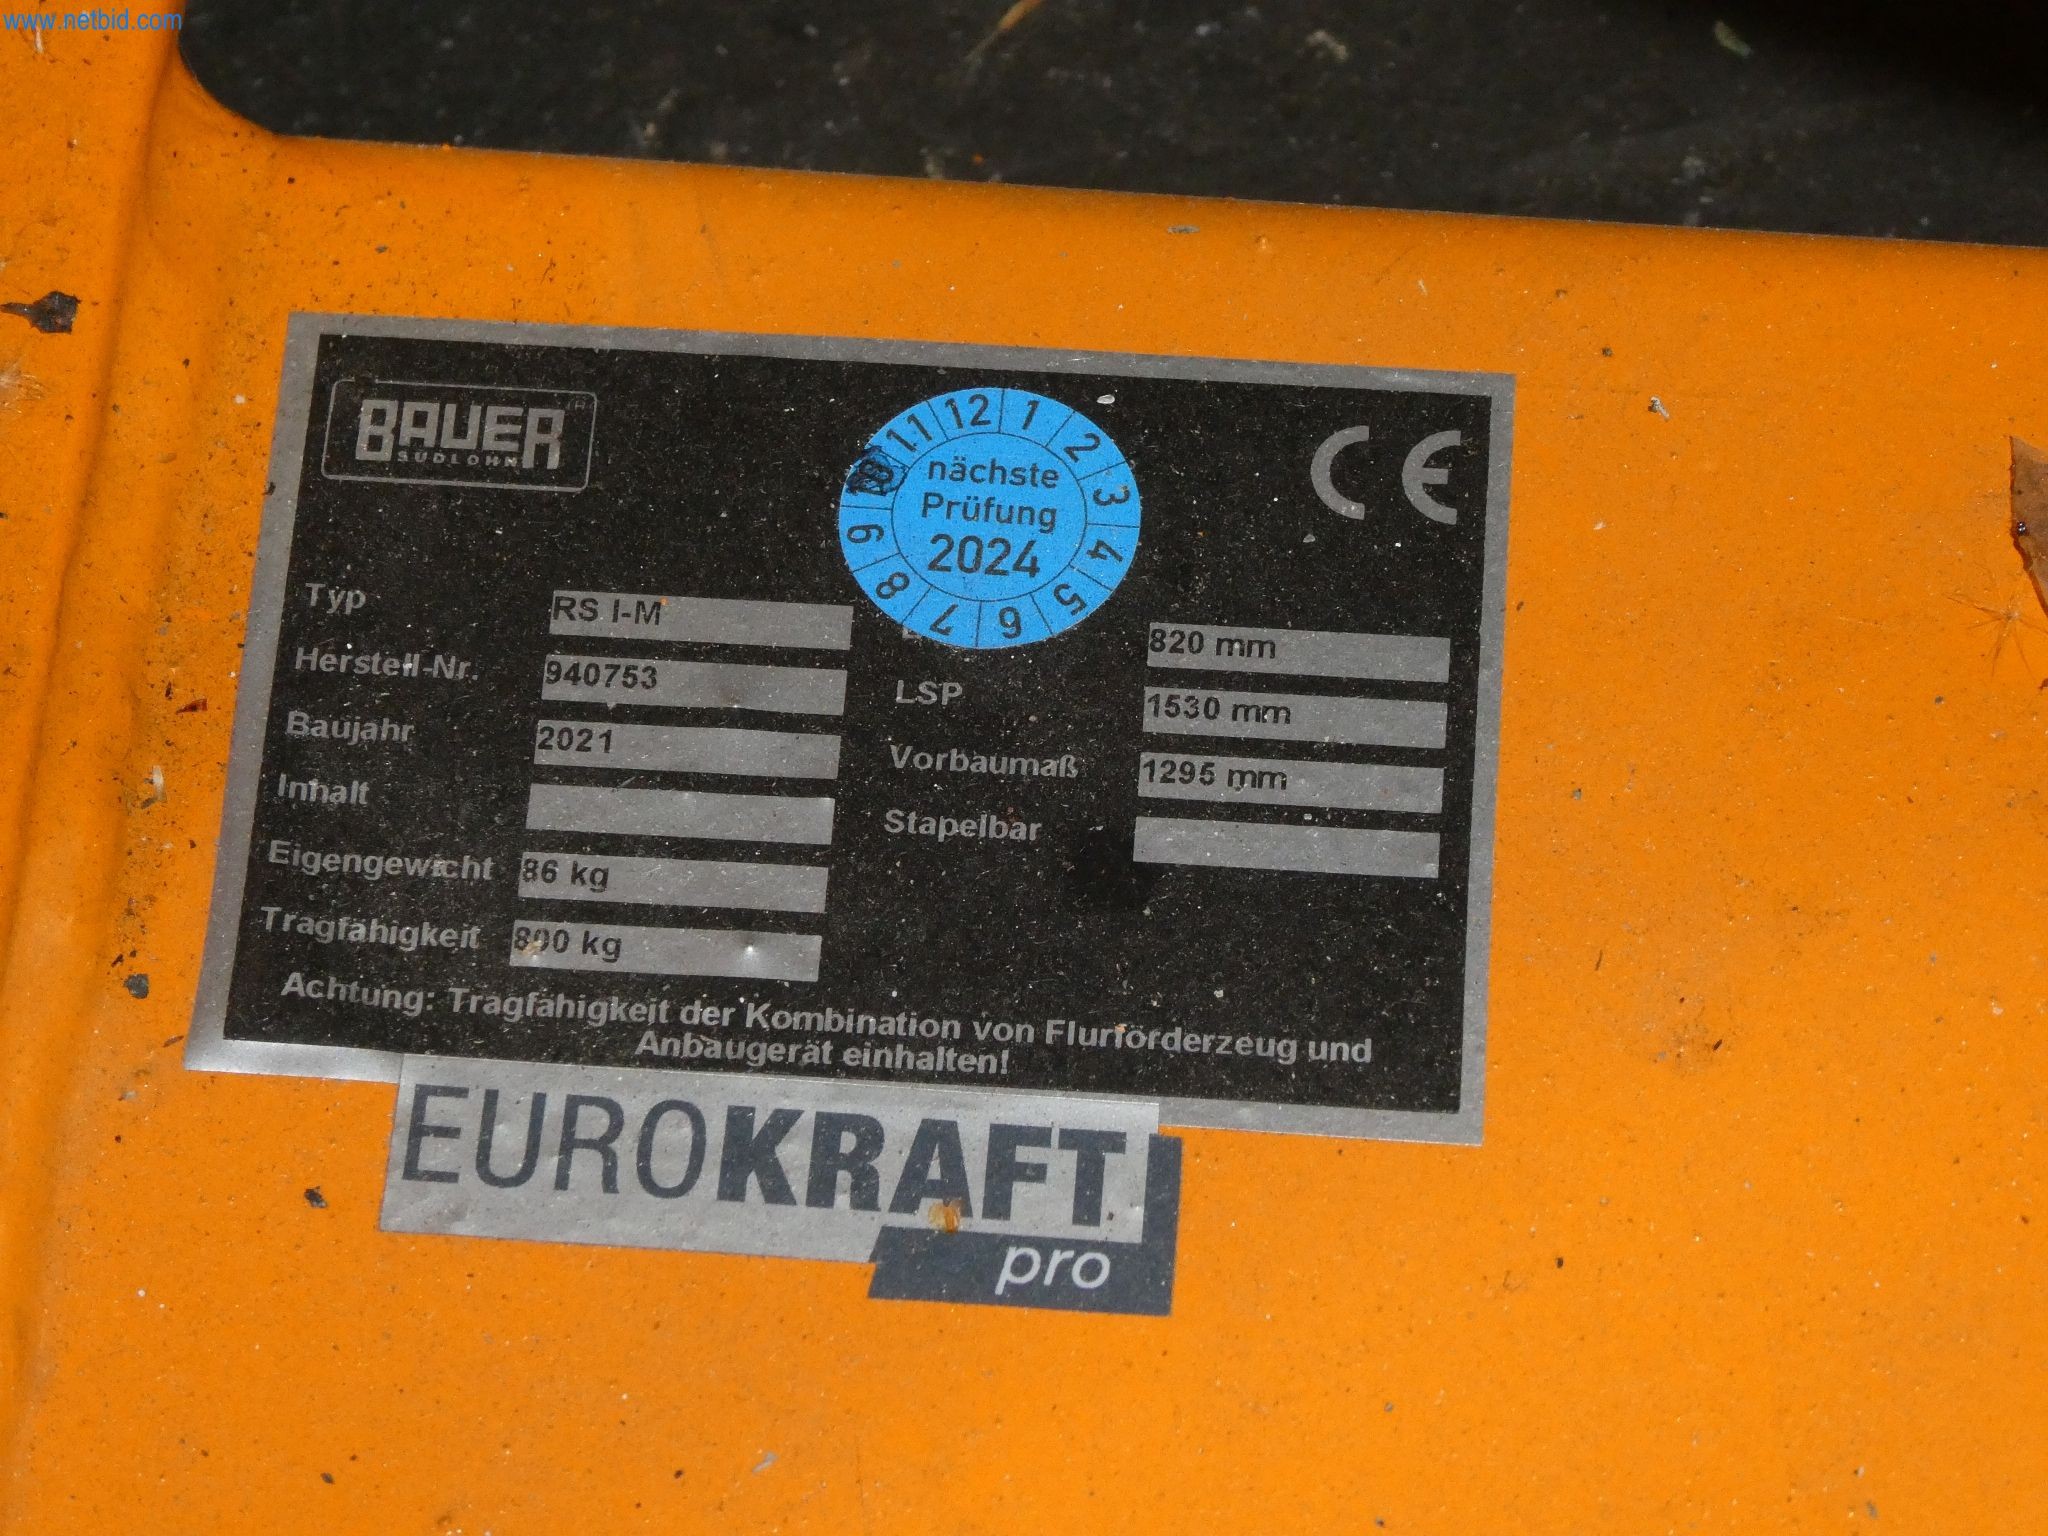 www.netbid.com
BAUER
SÜDLOHN
CE
12 1 2 3 4 5 6 7 8 9 10 11
nächste
Prüfung
2024
Typ RS I-M
820 mm
Herstell-Nr. 940753
LSP 1530 mm
Baujahr 2021
Vorbaumaß 1295 mm
Inhalt
Stapelbar
Eigengewicht 86 kg
Tragfähigkeit 800 kg
Achtung: Tragfähigkeit der Kombination von Flurförderzeug und
Anbaugerät einhalten!
EUROKRAFT
pro